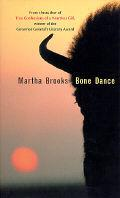 From the author of
Two Confessions of a Heartless Girl,
winner of the
Governor General's Literary Award
Martha Brooks Bone Dance